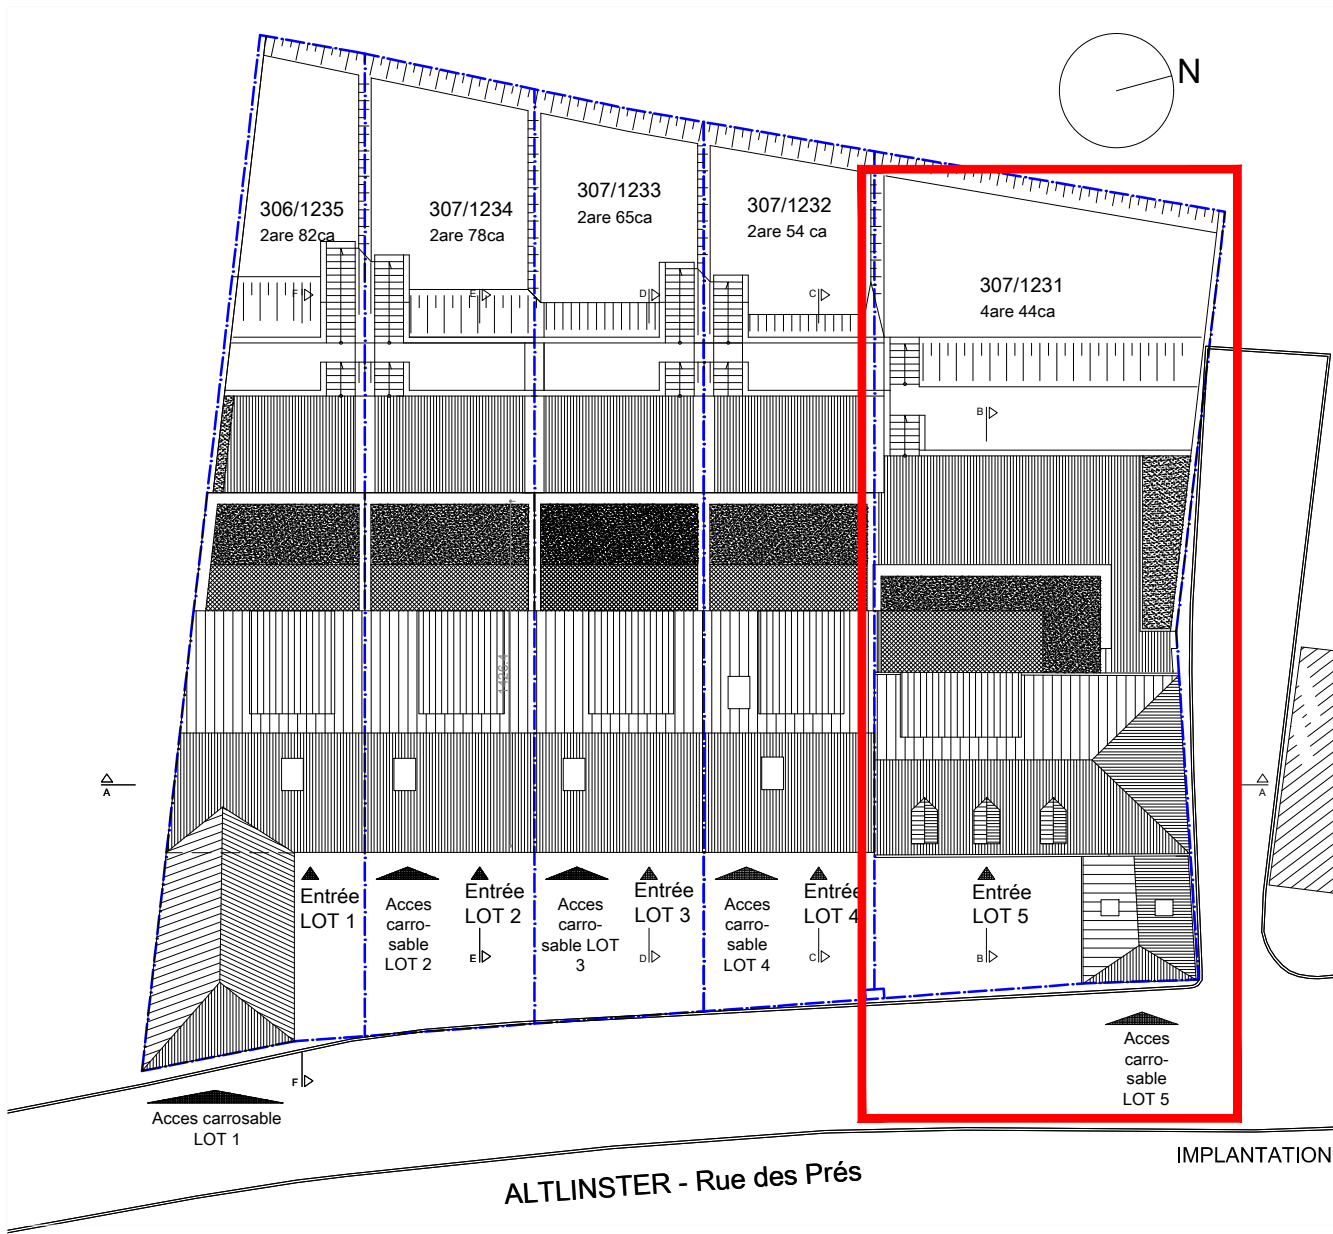 N
306/1235
2are 82ca
307/1234
2are 78ca
307/1233
2are 65ca
307/1232
2are 54 ca
307/1231
4are 44ca
F
E
D
C
B
1426.4
A
A
Entrée
LOT 1
Acces
carro-
sable
LOT 2
Entrée
LOT 2
Acces
carro-
sable LOT
3
Entrée
LOT 3
Acces
carro-
sable
LOT 4
Entrée
LOT 4
Entrée
LOT 5
E
D
C
B
F
Acces carrosable
LOT 1
Acces
carro-
sable
LOT 5
IMPLANTATION
ALTLINSTER - Rue des Prés